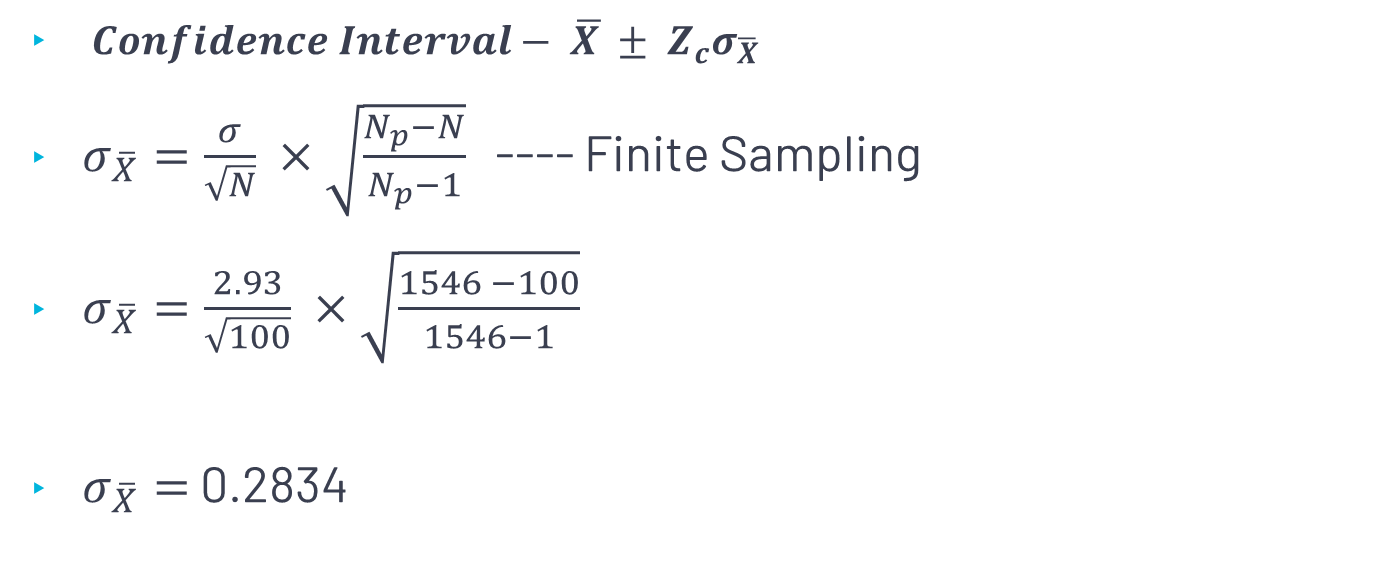 Confidence Interval − X̅ ± Z_c σ_X̅
σ_X̅ = σ/√N × √((N_p−N)/(N_p−1)) ---- Finite Sampling
σ_X̅ = 2.93/√100 × √((1546 −100)/(1546−1))
σ_X̅ = 0.2834